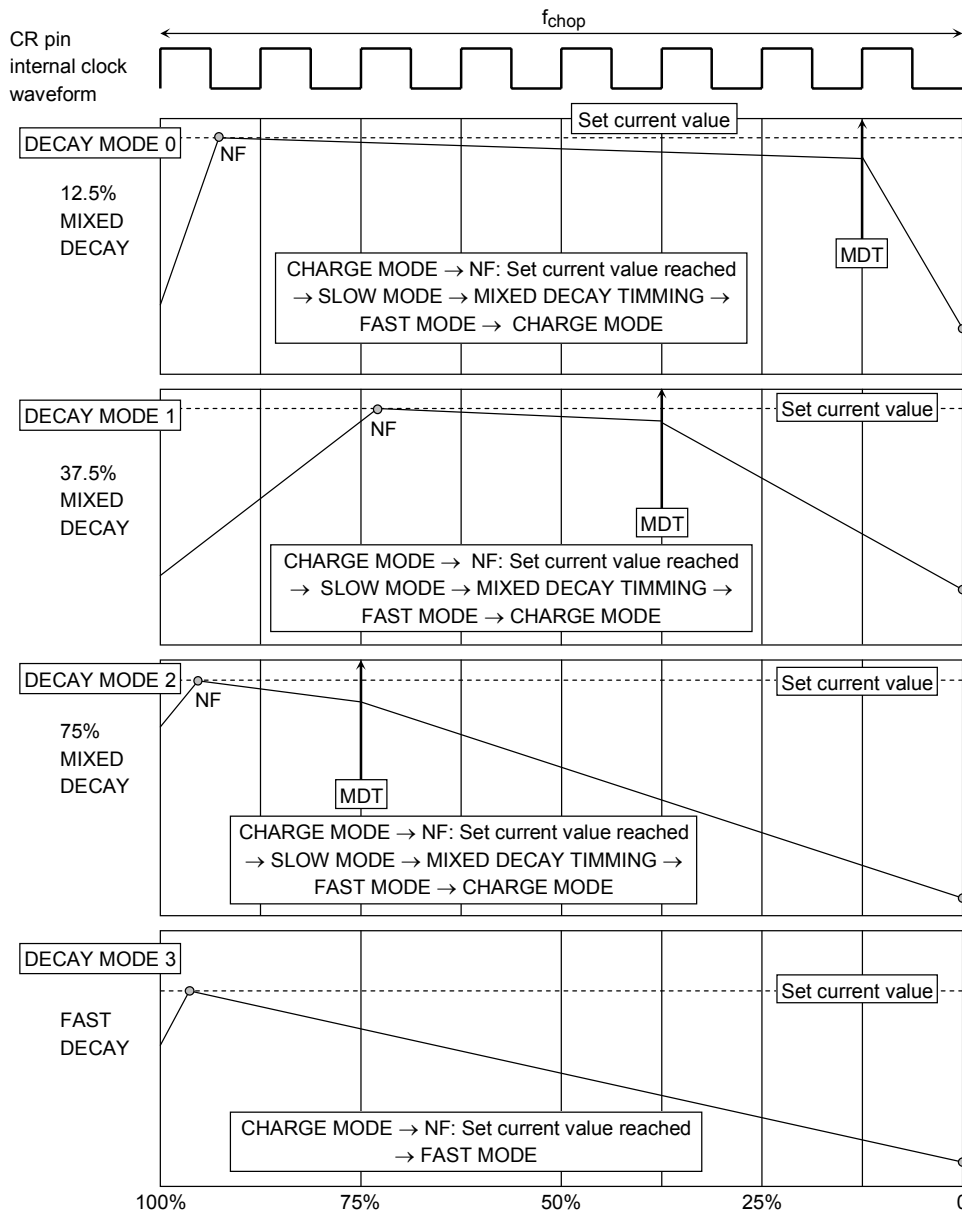 f_chop
CR pin
internal clock
waveform
Set current value
DECAY MODE 0
NF
12.5%
MIXED
DECAY
MDT
CHARGE MODE → NF: Set current value reached
→ SLOW MODE → MIXED DECAY TIMMING →
FAST MODE → CHARGE MODE
DECAY MODE 1
Set current value
NF
37.5%
MIXED
DECAY
MDT
CHARGE MODE → NF: Set current value reached
→ SLOW MODE → MIXED DECAY TIMMING →
FAST MODE → CHARGE MODE
DECAY MODE 2
Set current value
NF
75%
MIXED
DECAY
MDT
CHARGE MODE → NF: Set current value reached
→ SLOW MODE → MIXED DECAY TIMMING →
FAST MODE → CHARGE MODE
DECAY MODE 3
Set current value
FAST
DECAY
CHARGE MODE → NF: Set current value reached
→ FAST MODE
100% 75% 50% 25%